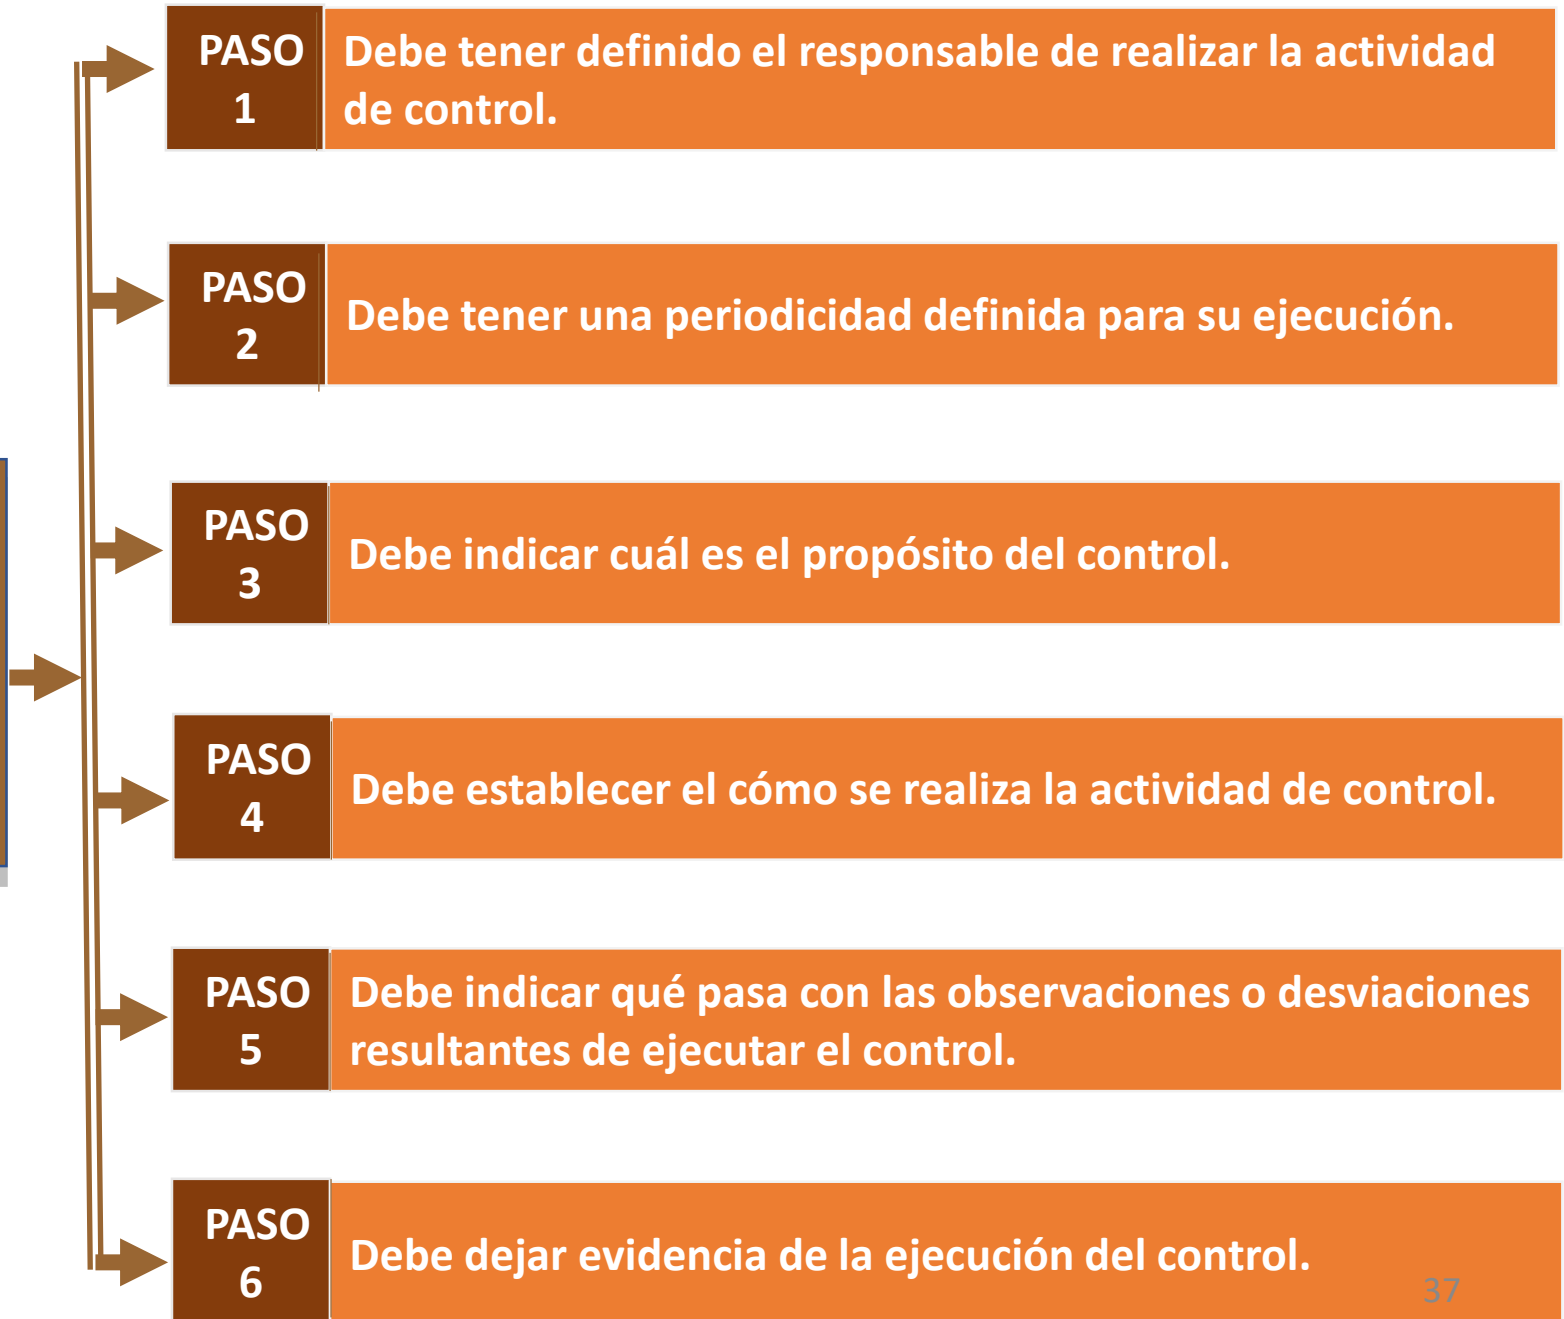 PASO
1
Debe tener definido el responsable de realizar la actividad
de control.
PASO
2
Debe tener una periodicidad definida para su ejecución.
PASO
3
Debe indicar cuál es el propósito del control.
PASO
4
Debe establecer el cómo se realiza la actividad de control.
PASO
5
Debe indicar qué pasa con las observaciones o desviaciones
resultantes de ejecutar el control.
PASO
6
Debe dejar evidencia de la ejecución del control.
37